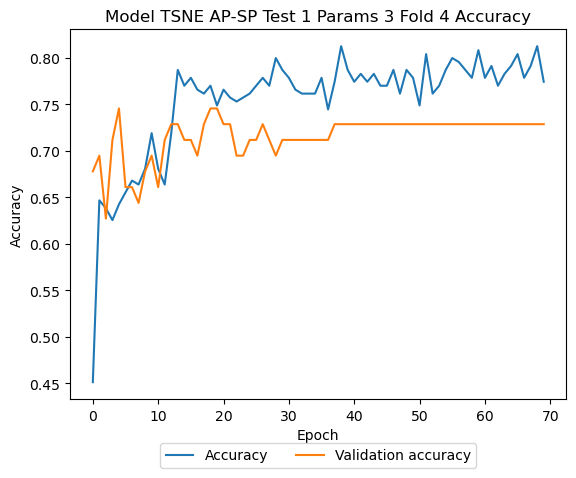 Model TSNE AP-SP Test 1 Params 3 Fold 4 Accuracy
0.80
0.75
0.70
0.65
0.60
0.55
0.50
0.45
Accuracy
0 10 20 30 40 50 60 70
Epoch
Accuracy Validation accuracy